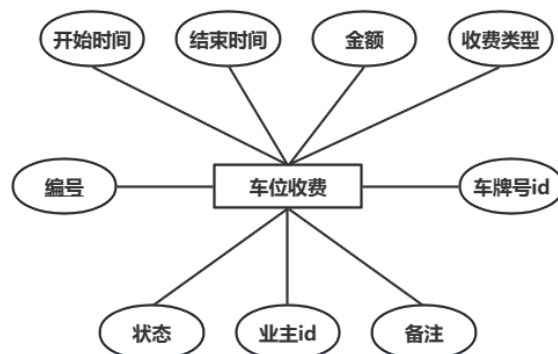 开始时间
结束时间
金额
收费类型
编号
车位收费
车牌号id
状态
业主id
备注